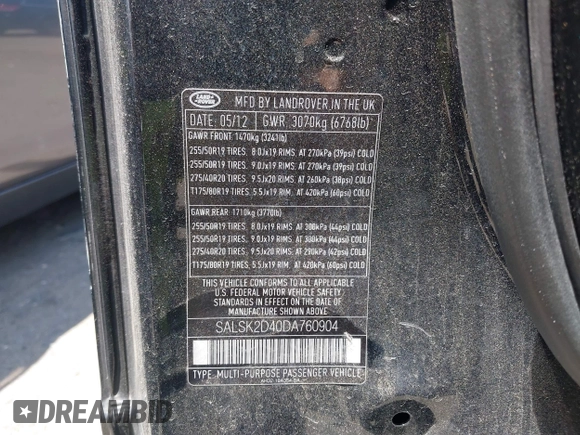 LAND ROVER
MFD BY LANDROVER, IN THE UK
DATE: 05/12 GWR: 3070kg (6768lb)
GAWR FRONT: 1470kg (3241lb)
255/50R19 TIRES. 8.0Jx19 RIMS. AT 270kPa (39psi) COLD
255/50R19 TIRES. 9.0Jx19 RIMS. AT 270kPa (39psi) COLD
275/40R20 TIRES. 9.5Jx20 RIMS. AT 260kPa (38psi) COLD
T175/80R19 TIRES: 5.5Jx19 RIM. AT 420kPa (60psi) COLD
GAWR.REAR: 1710kg (3770lb)
255/50R19 TIRES. 8.0Jx19 RIMS. AT 300kPa (44psi) COLD
255/50R19 TIRES. 9.0Jx19 RIMS. AT 300kPa (44psi) COLD
275/40R20 TIRES. 9.5Jx20 RIMS. AT 290kPa (42psi) COLD
T175/80R19 TIRES: 5.5Jx19 RIM. AT 420kPa (60psi) COLD
THIS VEHICLE CONFORMS TO ALL APPLICABLE
U.S. FEDERAL MOTOR VEHICLE SAFETY
STANDARDS IN EFFECT ON THE DATE OF
MANUFACTURE SHOWN ABOVE
SALSK2D40DA760904
TYPE: MULTI-PURPOSE PASSENGER VEHICLE
DREAMBID